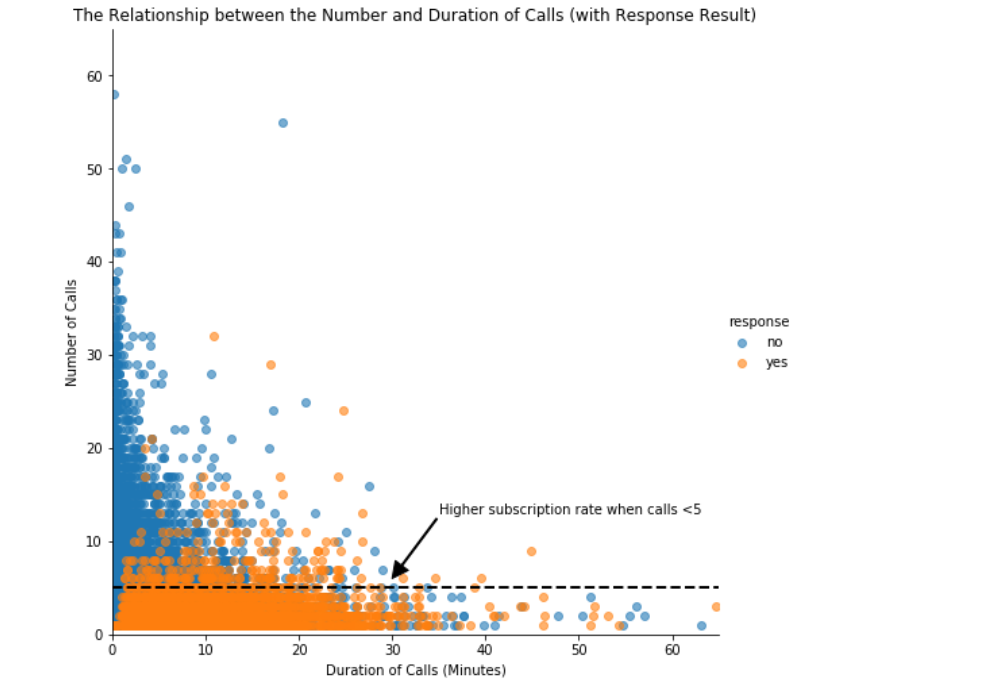 The Relationship between the Number and Duration of Calls (with Response Result)
60
50
40
30
20
10
0
Number of Calls
Higher subscription rate when calls <5
response
no
yes
0 10 20 30 40 50 60
Duration of Calls (Minutes)